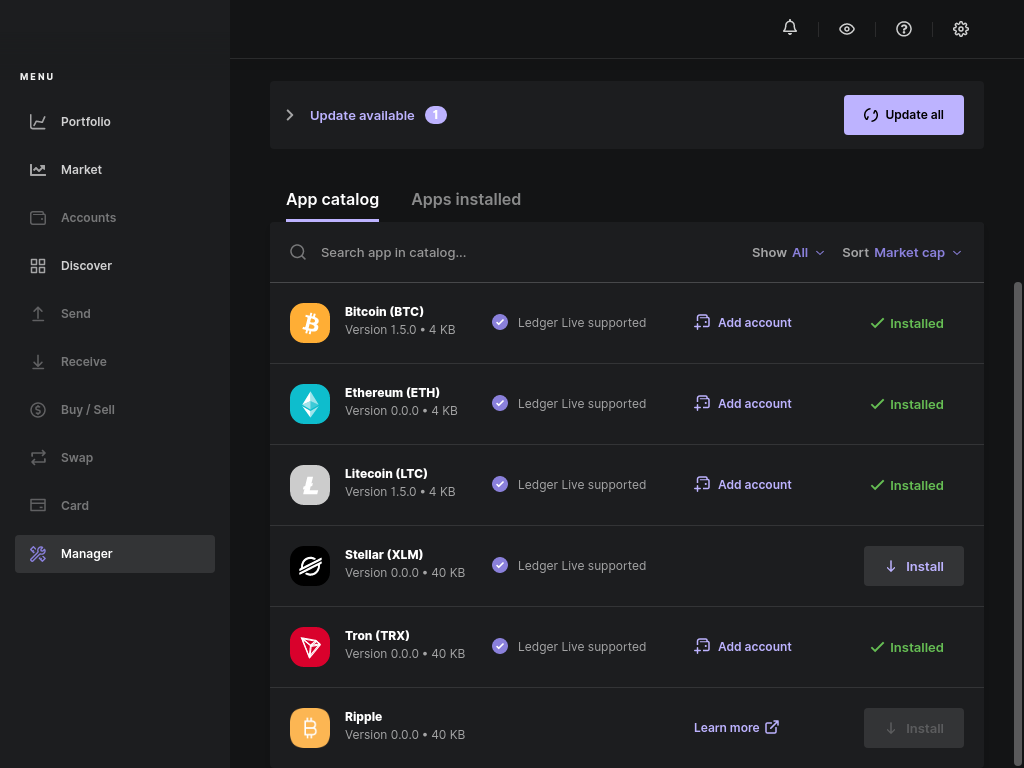 MENU
Portfolio
Market
Accounts
Discover
Send
Receive
Buy / Sell
Swap
Card
Manager
Update available 1
Update all
App catalog
Apps installed
Search app in catalog...
Show All
Sort Market cap
Bitcoin (BTC)
Version 1.5.0 • 4 KB
Ledger Live supported
Add account
Installed
Ethereum (ETH)
Version 0.0.0 • 4 KB
Ledger Live supported
Add account
Installed
Litecoin (LTC)
Version 1.5.0 • 4 KB
Ledger Live supported
Add account
Installed
Stellar (XLM)
Version 0.0.0 • 40 KB
Ledger Live supported
Install
Tron (TRX)
Version 0.0.0 • 40 KB
Ledger Live supported
Add account
Installed
Ripple
Version 0.0.0 • 40 KB
Learn more
Install